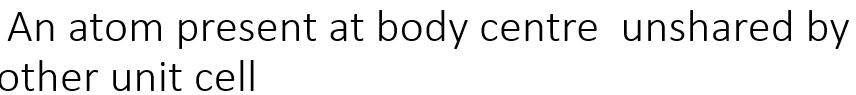 An atom present at body centre unshared by
other unit cell